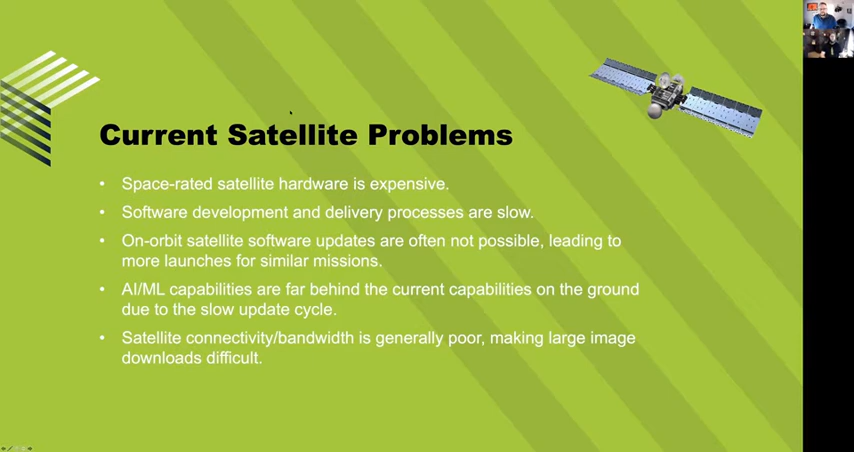 Current Satellite Problems
• Space-rated satellite hardware is expensive.
• Software development and delivery processes are slow.
• On-orbit satellite software updates are often not possible, leading to
more launches for similar missions.
• AI/ML capabilities are far behind the current capabilities on the ground
due to the slow update cycle.
• Satellite connectivity/bandwidth is generally poor, making large image
downloads difficult.